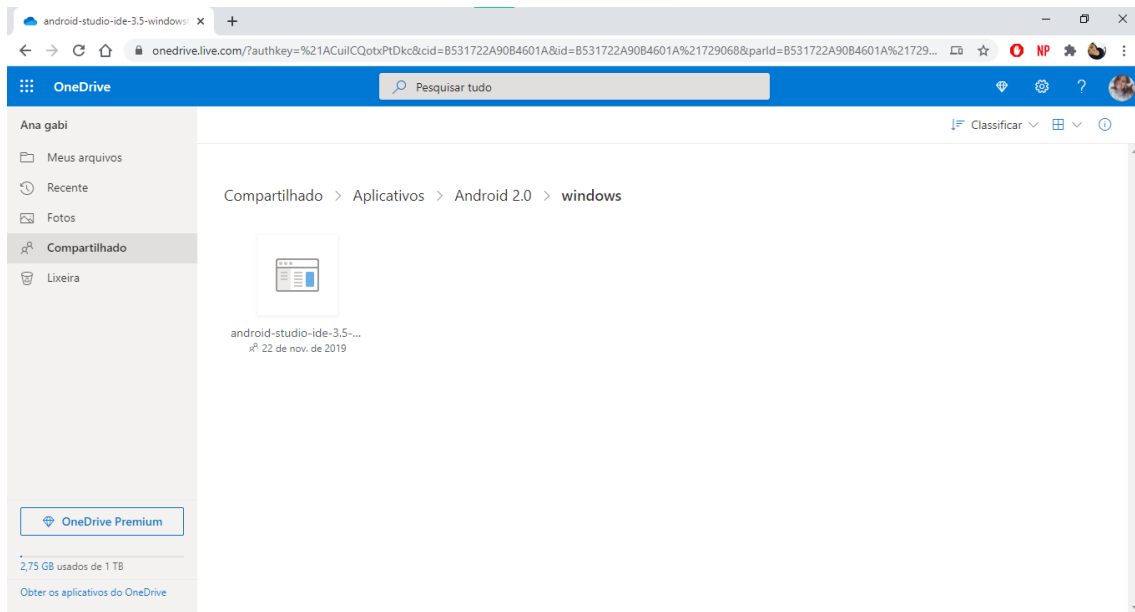 android-studio-ide-3.5-windows
onedrive.live.com/?authkey=%21ACuilCQotxPtDkc&cid=B531722A90B4601A&id=B531722A90B4601A%21729068&parId=B531722A90B4601A%21729...
NP
OneDrive
Pesquisar tudo
?
Ana gabi
Classificar
Meus arquivos
Recente
Fotos
Compartilhado
Lixeira
Compartilhado > Aplicativos > Android 2.0 > windows
android-studio-ide-3.5-...
22 de nov. de 2019
OneDrive Premium
2,75 GB usados de 1 TB
Obter os aplicativos do OneDrive